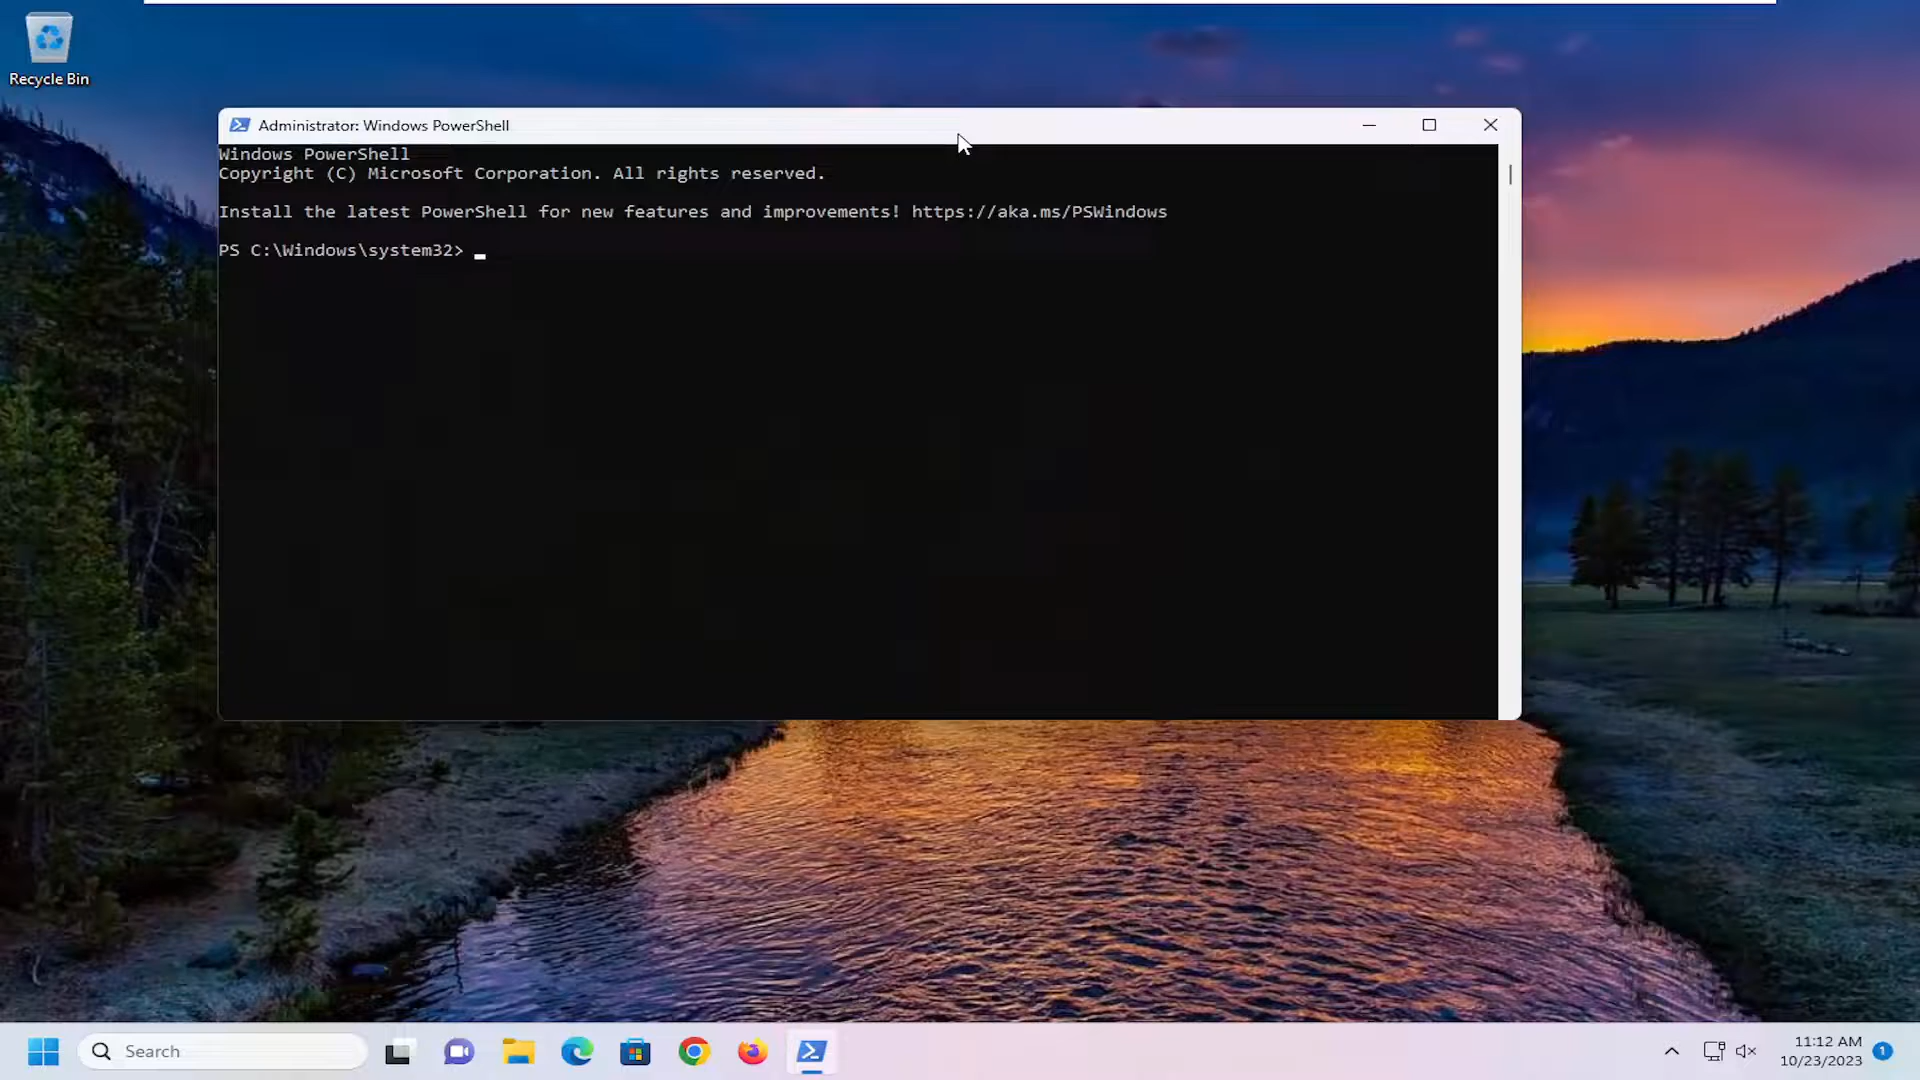 Recycle Bin
Administrator: Windows PowerShell
Windows PowerShell
Copyright (C) Microsoft Corporation. All rights reserved.
Install the latest PowerShell for new features and improvements! https://aka.ms/PSWindows
PS C:\Windows\system32>
Search
11:12 AM
10/23/2023
1